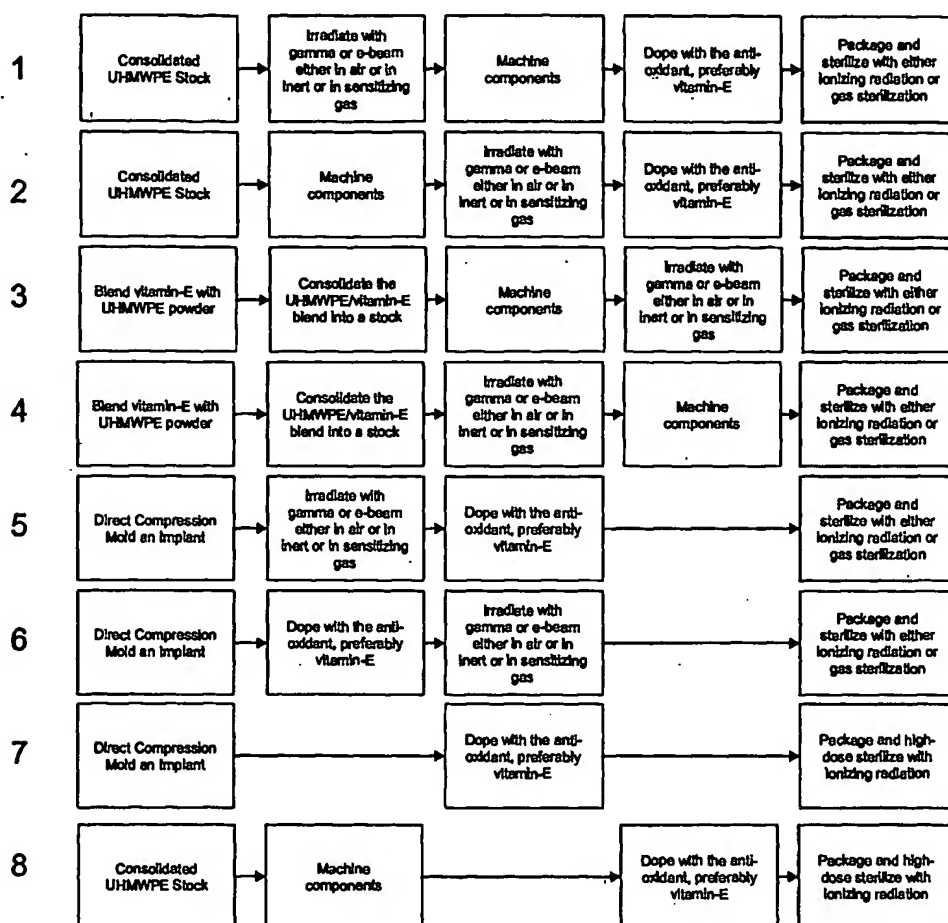 1
Consolidated
UHMWPE Stock
Irradiate with
gamma or e-beam
either in air or in
inert or in sensitizing
gas
Machine
components
Dope with the anti-
oxidant, preferably
vitamin-E
Package and
sterilize with either
ionizing radiation or
gas sterilization
2
Consolidated
UHMWPE Stock
Machine
components
Irradiate with
gamma or e-beam
either in air or in
inert or in sensitizing
gas
Dope with the anti-
oxidant, preferably
vitamin-E
Package and
sterilize with either
ionizing radiation or
gas sterilization
3
Blend vitamin-E with
UHMWPE powder
Consolidate the
UHMWPE/vitamin-E
blend into a stock
Machine
components
Irradiate with
gamma or e-beam
either in air or in
inert or in sensitizing
gas
Package and
sterilize with either
ionizing radiation or
gas sterilization
4
Blend vitamin-E with
UHMWPE powder
Consolidate the
UHMWPE/vitamin-E
blend into a stock
Irradiate with
gamma or e-beam
either in air or in
inert or in sensitizing
gas
Machine
components
Package and
sterilize with either
ionizing radiation or
gas sterilization
5
Direct Compression
Mold an Implant
Irradiate with
gamma or e-beam
either in air or in
inert or in sensitizing
gas
Dope with the anti-
oxidant, preferably
vitamin-E
Package and
sterilize with either
ionizing radiation or
gas sterilization
6
Direct Compression
Mold an Implant
Dope with the anti-
oxidant, preferably
vitamin-E
Irradiate with
gamma or e-beam
either in air or in
inert or in sensitizing
gas
Package and
sterilize with either
ionizing radiation or
gas sterilization
7
Direct Compression
Mold an Implant
Dope with the anti-
oxidant, preferably
vitamin-E
Package and high-
dose sterilize with
ionizing radiation
8
Consolidated
UHMWPE Stock
Machine
components
Dope with the anti-
oxidant, preferably
vitamin-E
Package and high-
dose sterilize with
ionizing radiation